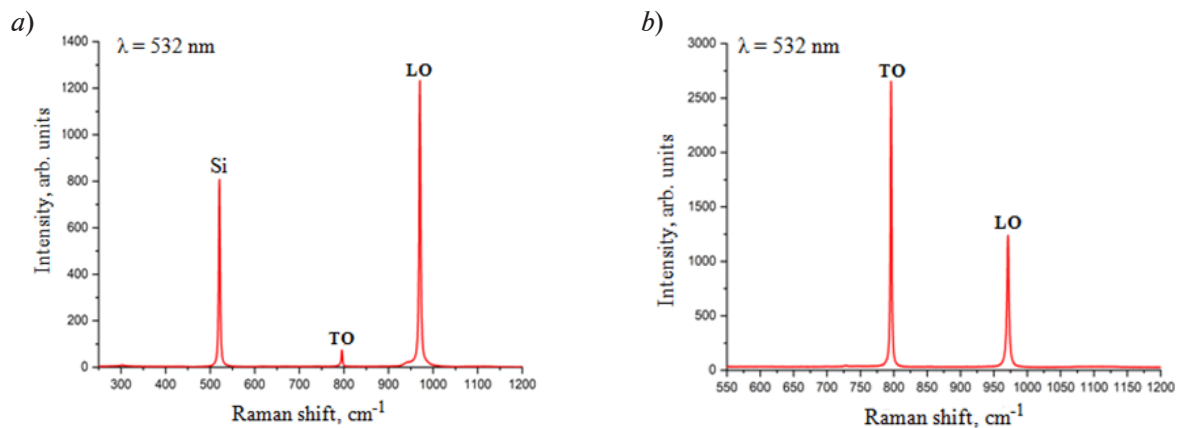 a)
λ = 532 nm
Intensity, arb. units
1400
1200
1000
800
600
400
200
0
Si
TO
LO
300 400 500 600 700 800 900 1000 1100 1200
Raman shift, cm-1
b)
λ = 532 nm
Intensity, arb. units
3000
2500
2000
1500
1000
500
0
TO
LO
550 600 650 700 750 800 850 900 950 1000 1050 1100 1150 1200
Raman shift, cm-1